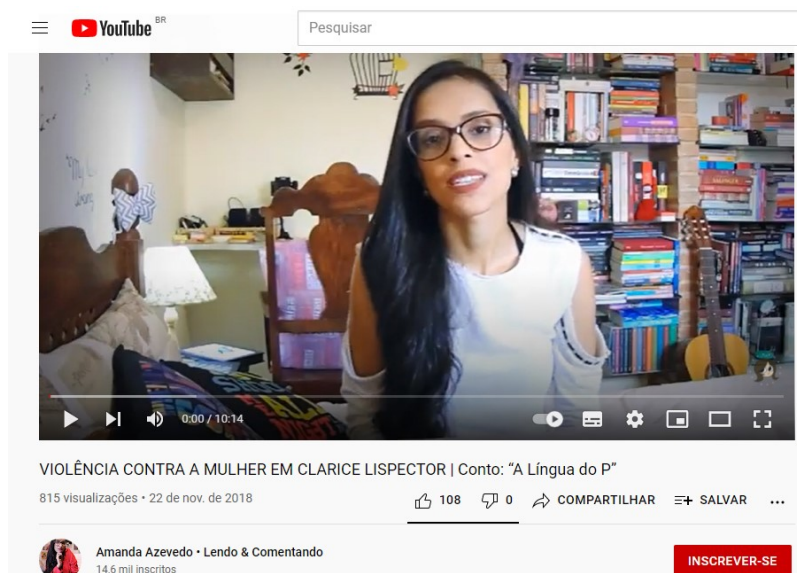 YouTube BR
Pesquisar
0:00 / 10:14
VIOLÊNCIA CONTRA A MULHER EM CLARICE LISPECTOR | Conto: “A Língua do P”
815 visualizações • 22 de nov. de 2018
108
0
COMPARTILHAR
SALVAR
Amanda Azevedo • Lendo & Comentando
14.6 mil inscritos
INSCREVER-SE